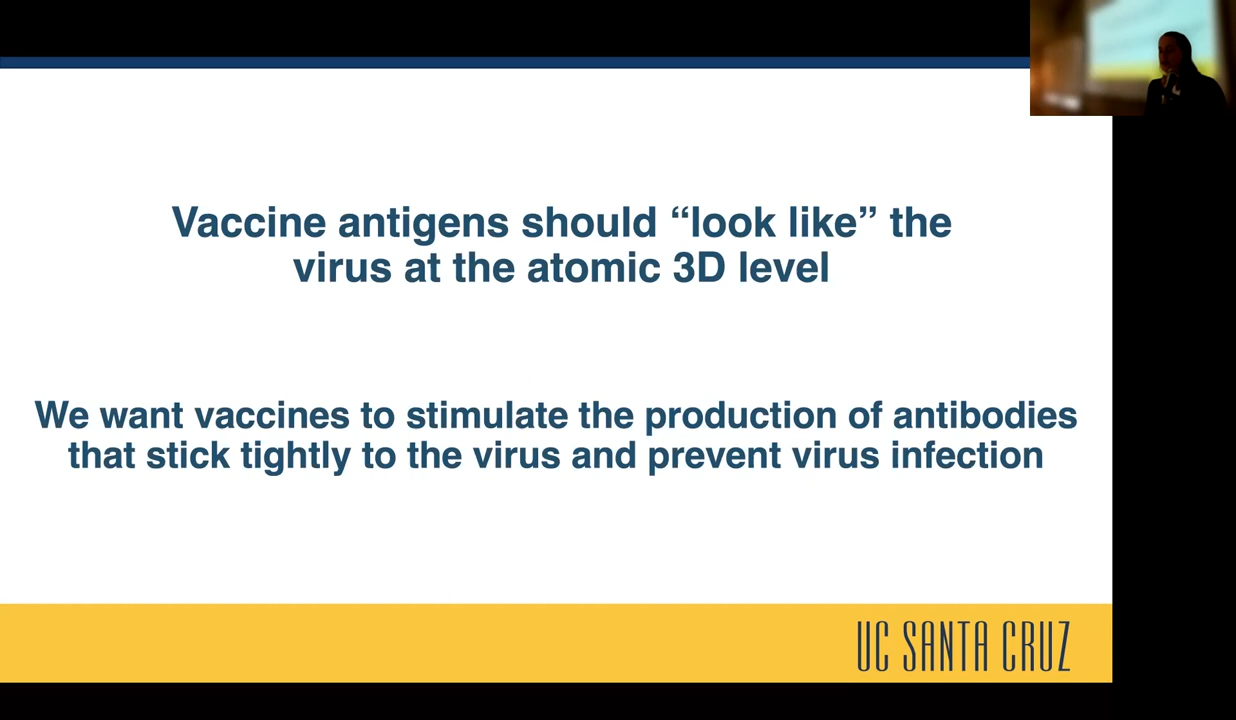 Vaccine antigens should “look like” the
virus at the atomic 3D level
We want vaccines to stimulate the production of antibodies
that stick tightly to the virus and prevent virus infection
UC SANTA CRUZ